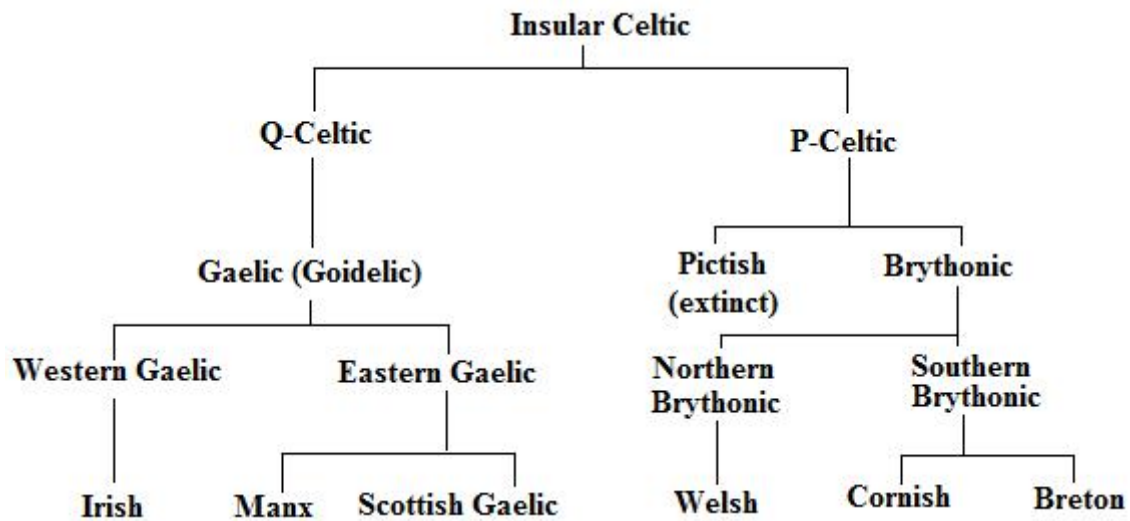 Insular Celtic
Q-Celtic
P-Celtic
Gaelic (Goidelic)
Pictish
(extinct)
Brythonic
Western Gaelic
Eastern Gaelic
Northern
Brythonic
Southern
Brythonic
Irish
Manx
Scottish Gaelic
Welsh
Cornish
Breton